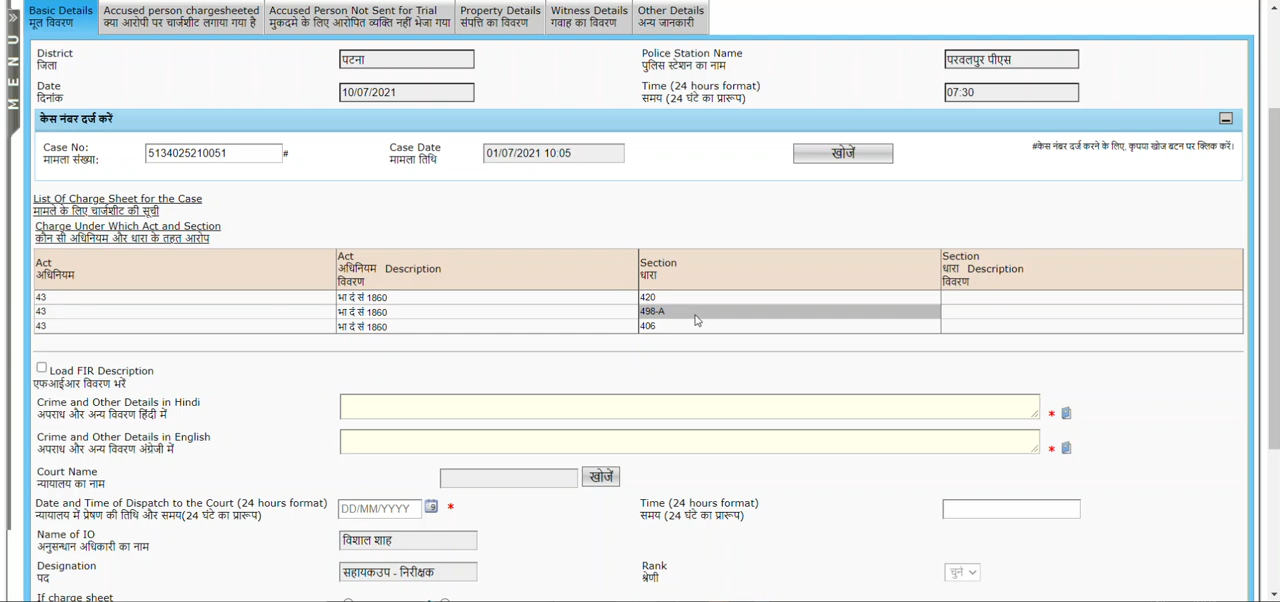 Basic Details
मूल विवरण
Accused person chargesheeted
क्या आरोपी पर चार्जशीट लगाया गया है
Accused Person Not Sent for Trial
मुकदमे के लिए आरोपित व्यक्ति नहीं भेजा गया
Property Details
संपत्ति का विवरण
Witness Details
गवाह का विवरण
Other Details
अन्य जानकारी
MENU
District
जिला
पटना
Police Station Name
पुलिस स्टेशन का नाम
परवलपुर पीएस
Date
दिनांक
10/07/2021
Time (24 hours format)
समय (24 घंटे का प्रारूप)
07:30
केस नंबर दर्ज करें
Case No:
मामला संख्या:
5134025210051 #
Case Date
मामला तिथि
01/07/2021 10:05
खोजें
#केस नंबर दर्ज करने के लिए, कृपया खोज बटन पर क्लिक करें।
List Of Charge Sheet for the Case
मामले के लिए चार्जशीट की सूची
Charge Under Which Act and Section
कौन सी अधिनियम और धारा के तहत आरोप
Act
अधिनियम
Act
अधिनियम Description
विवरण
Section
धारा
Section
धारा Description
विवरण
43 भा दं सं 1860 420
43 भा दं सं 1860 498-A
43 भा दं सं 1860 406
Load FIR Description
एफआईआर विवरण भरें
Crime and Other Details in Hindi
अपराध और अन्य विवरण हिंदी में
*
Crime and Other Details in English
अपराध और अन्य विवरण अंग्रेजी में
*
Court Name
न्यायालय का नाम
खोजें
Date and Time of Dispatch to the Court (24 hours format)
न्यायालय में प्रेषण की तिथि और समय(24 घंटे का प्रारूप)
DD/MM/YYYY *
Time (24 hours format)
समय (24 घंटे का प्रारूप)
Name of IO
अनुसन्धान अधिकारी का नाम
विशाल शाह
Designation
पद
सहायकउप - निरीक्षक
Rank
श्रेणी
चुनें
If charge sheet